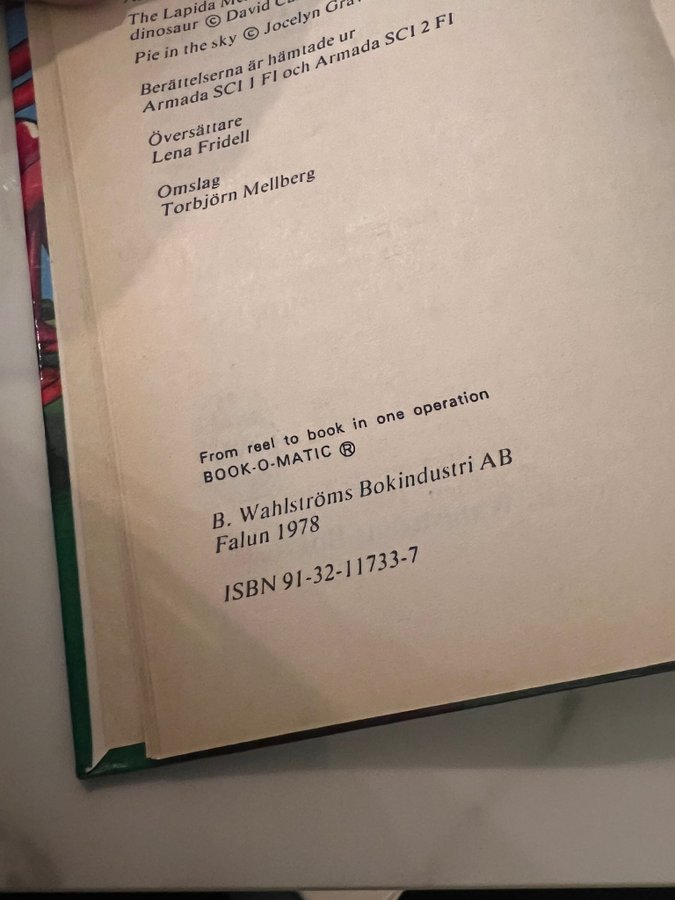 The Lapida
dinosaur © David
Pie in the sky © Jocelyn
Berättelserna är hämtade ur
Armada SCI 1 FI och Armada SCI 2 FI
Översättare
Lena Fridell
Omslag
Torbjörn Mellberg
From reel to book in one operation
BOOK-O-MATIC ®
B. Wahlströms Bokindustri AB
Falun 1978
ISBN 91-32-11733-7